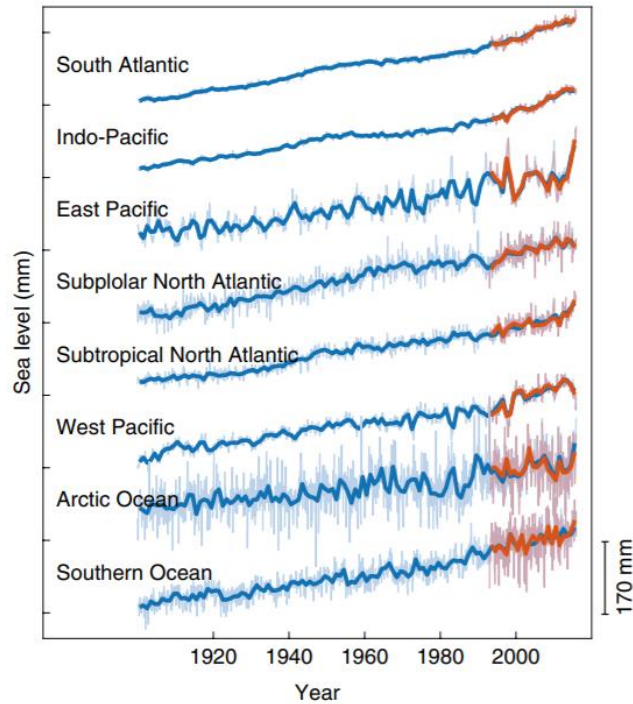 South Atlantic
Indo-Pacific
East Pacific
Subplolar North Atlantic
Subtropical North Atlantic
West Pacific
Arctic Ocean
Southern Ocean
Sea level (mm)
170 mm
1920 1940 1960 1980 2000
Year